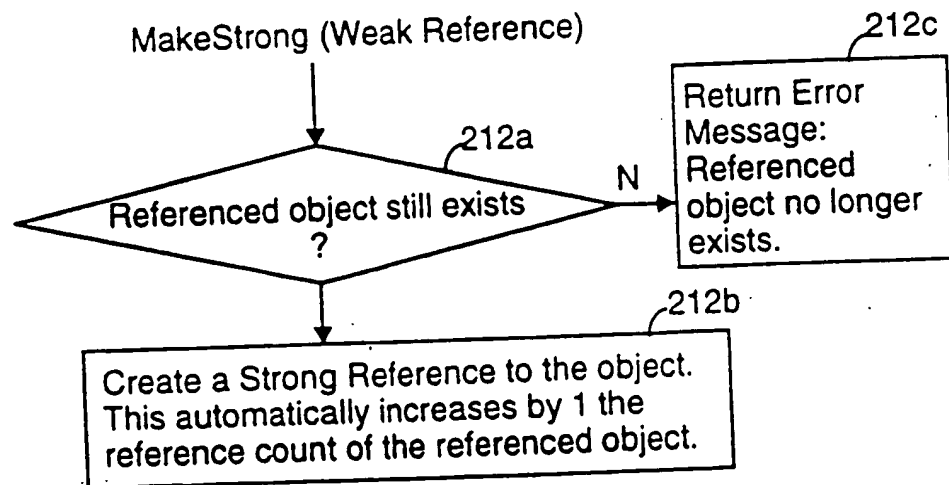 MakeStrong (Weak Reference)
212c
Return Error
Message:
Referenced
object no longer
exists.
212a
N
Referenced object still exists
?
212b
Create a Strong Reference to the object.
This automatically increases by 1 the
reference count of the referenced object.